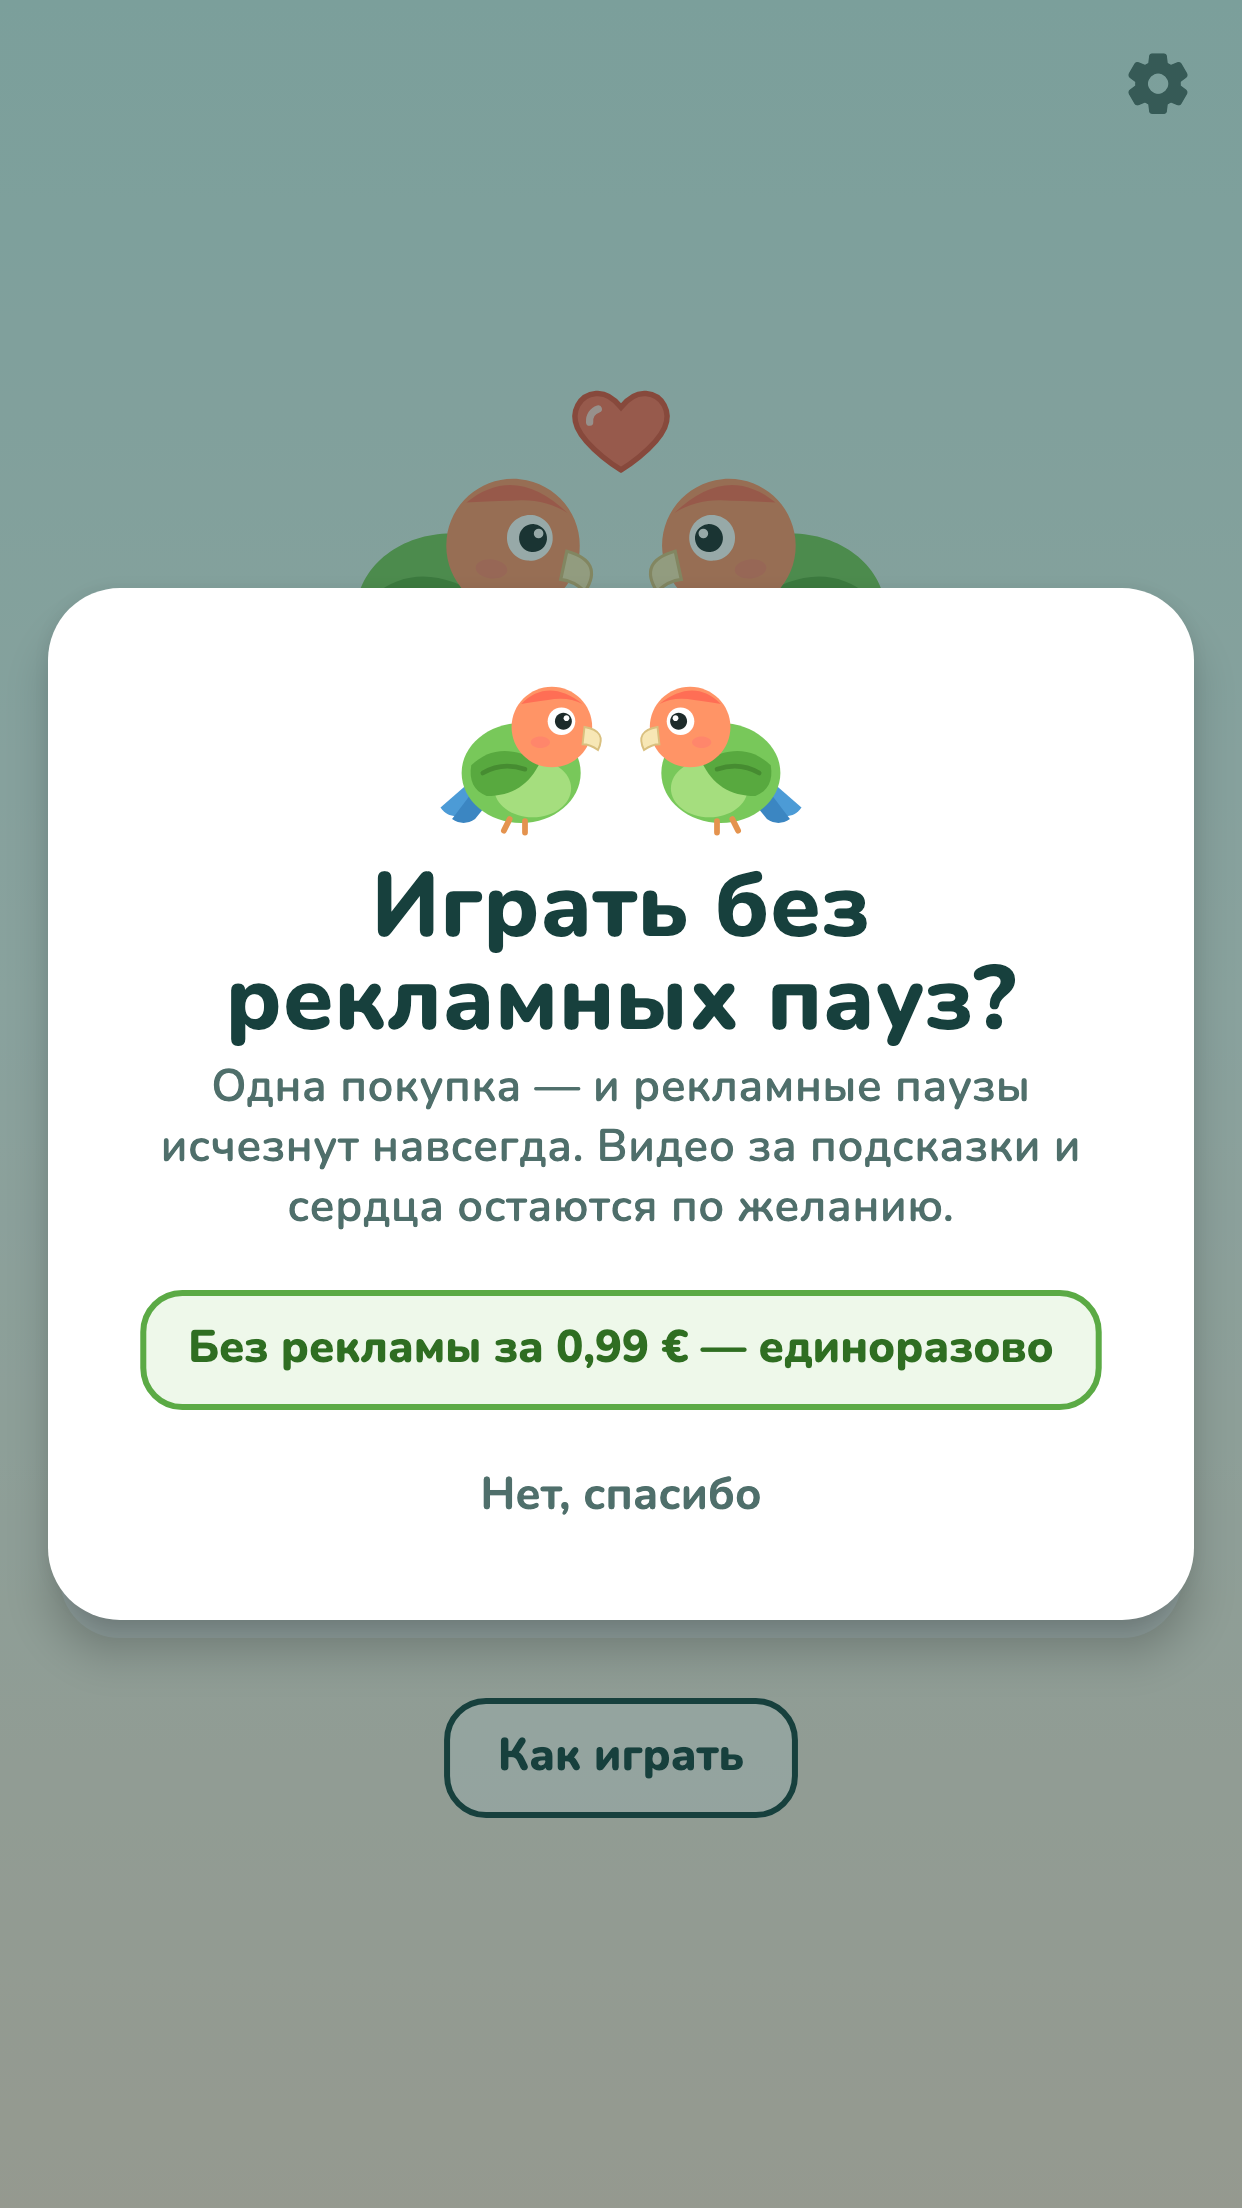 Играть без
рекламных пауз?
Одна покупка — и рекламные паузы
исчезнут навсегда. Видео за подсказки и
сердца остаются по желанию.
Без рекламы за 0,99 € — единоразово
Нет, спасибо
Как играть